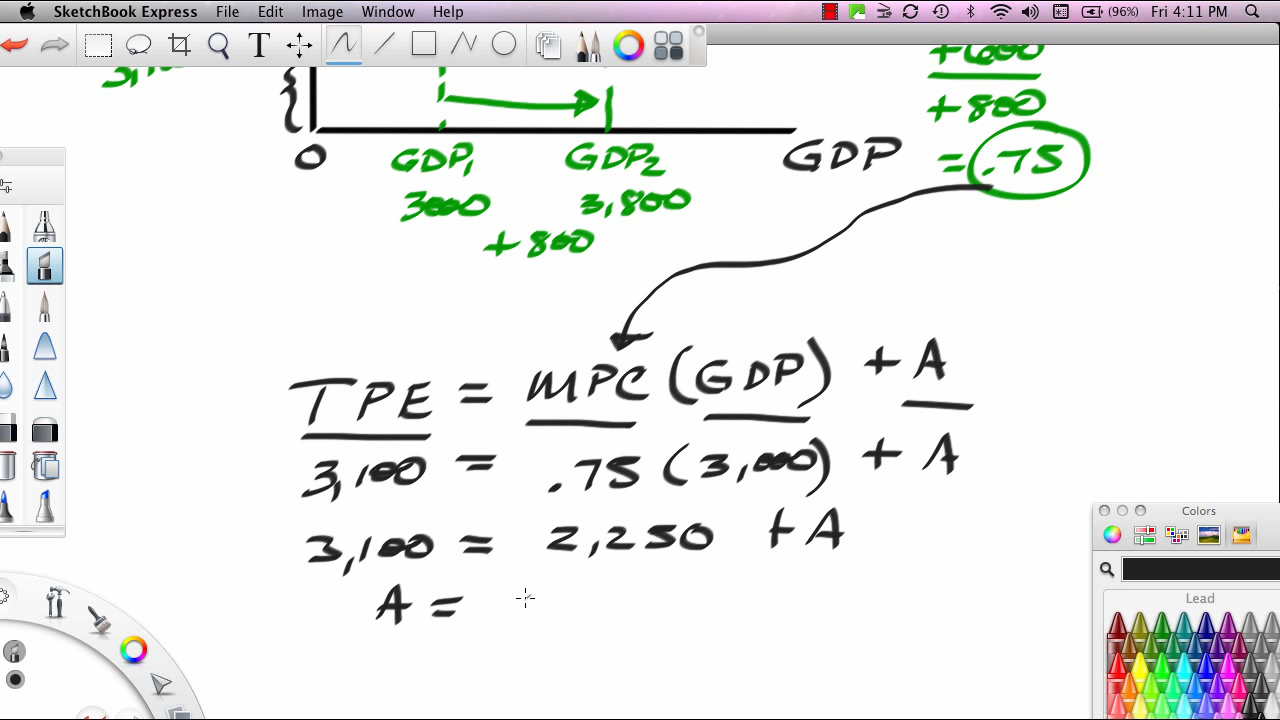 SketchBook Express File Edit Image Window Help (96%) Fri 4:11 PM
T
+600
+800
= .75
0 GDP1 GDP2 GDP
3000 3,800
+800
TPE = MPC (GDP) + A
3,100 = .75 (3,000) + A
3,100 = 2,250 + A
A =
Colors
Lead